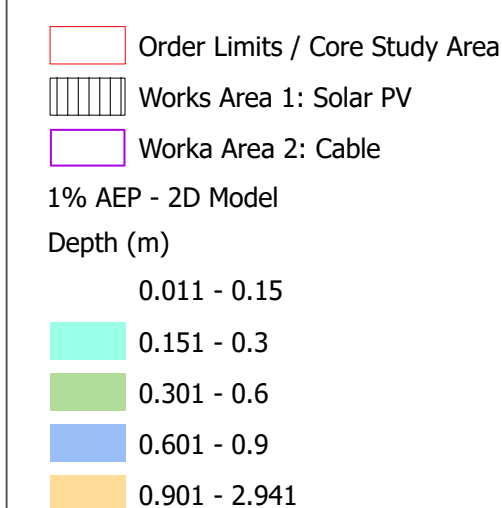 Order Limits / Core Study Area
Works Area 1: Solar PV
Worka Area 2: Cable
1% AEP - 2D Model
Depth (m)
0.011 - 0.15
0.151 - 0.3
0.301 - 0.6
0.601 - 0.9
0.901 - 2.941